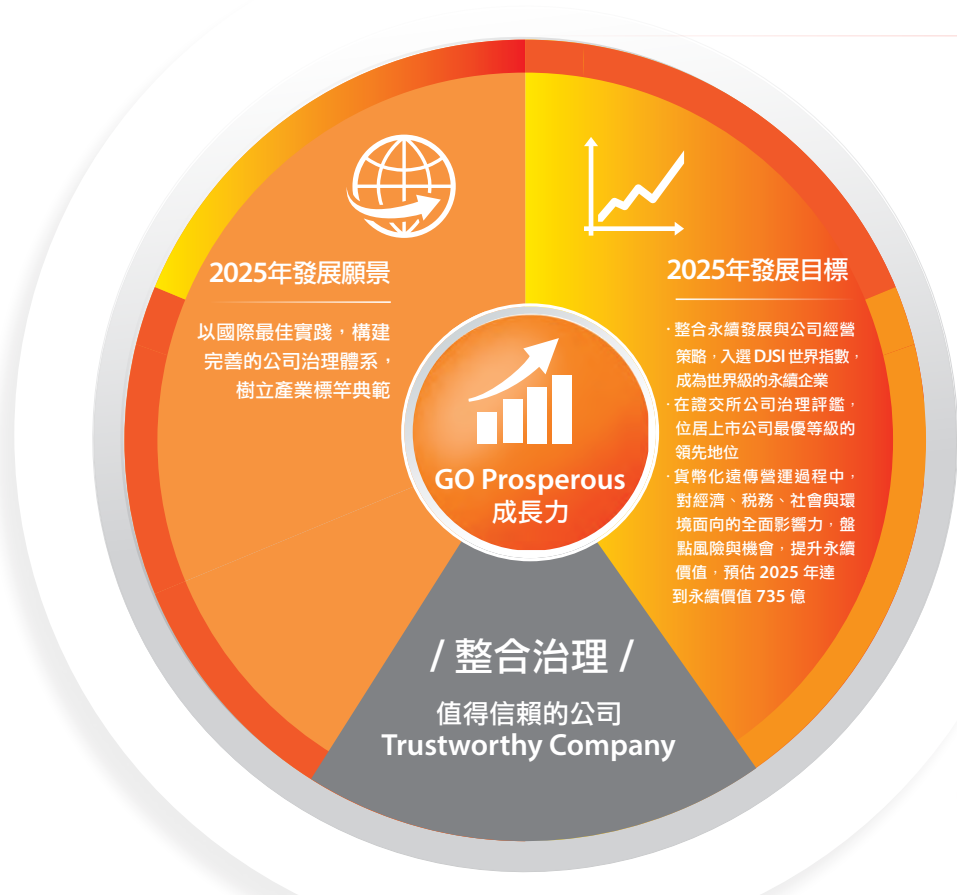 2025年發展願景
以國際最佳實踐,構建
完善的公司治理體系,
樹立產業標竿典範
2025年發展目標
·整合永續發展與公司經營
策略,入選 DJSI 世界指數,
成為世界級的永續企業
·在證交所公司治理評鑑,
位居上市公司最優等級的
領先地位
·貨幣化遠傳營運過程中,
對經濟、稅務、社會與環
境面向的全面影響力,盤
點風險與機會,提升永續
價值,預估 2025 年達
到永續價值 735 億
GO Prosperous
成長力
/ 整合治理 /
值得信賴的公司
Trustworthy Company